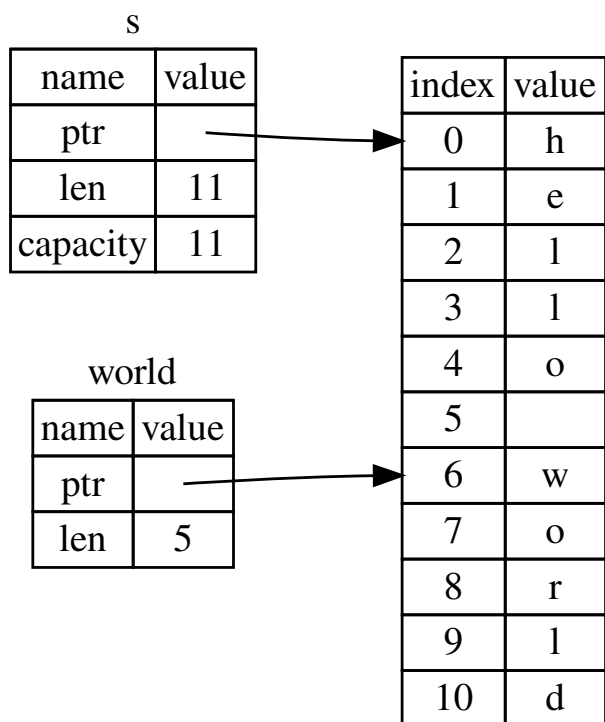 s
name value
ptr
len 11
capacity 11
world
name value
ptr
len 5
index value
0 h
1 e
2 l
3 l
4 o
5
6 w
7 o
8 r
9 l
10 d